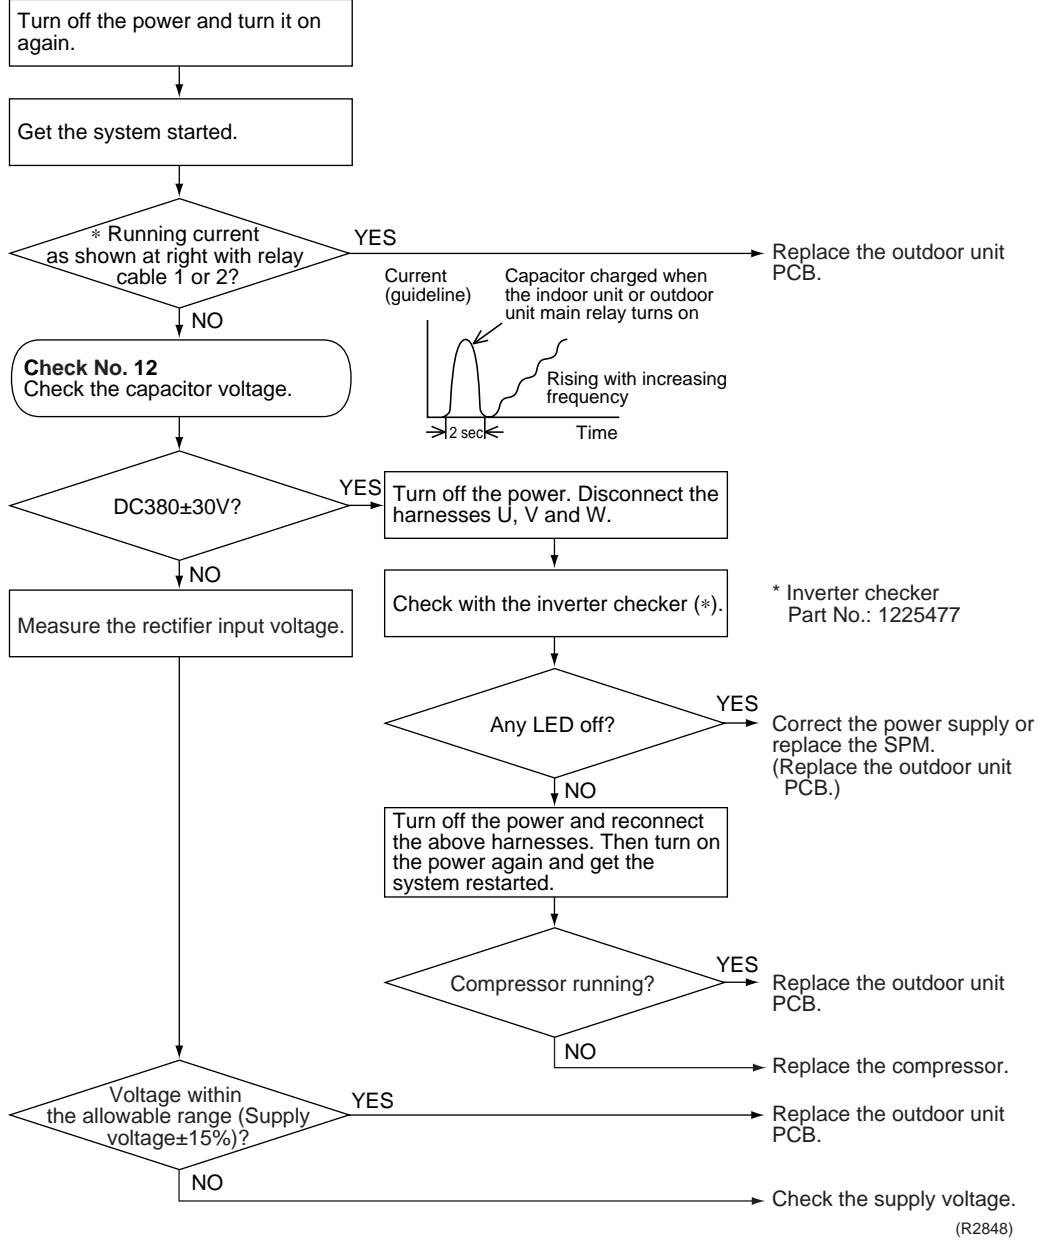 Turn off the power and turn it on
again.
Get the system started.
* Running current
as shown at right with relay
cable 1 or 2?
YES
Replace the outdoor unit
PCB.
NO
Current
(guideline)
Capacitor charged when
the indoor unit or outdoor
unit main relay turns on
Rising with increasing
frequency
2 sec
Time
Check No. 12
Check the capacitor voltage.
DC380±30V?
YES
Turn off the power. Disconnect the
harnesses U, V and W.
NO
Measure the rectifier input voltage.
Check with the inverter checker (*).
* Inverter checker
Part No.: 1225477
Any LED off?
YES
Correct the power supply or
replace the SPM.
(Replace the outdoor unit
PCB.)
NO
Turn off the power and reconnect
the above harnesses. Then turn on
the power again and get the
system restarted.
Compressor running?
YES
Replace the outdoor unit
PCB.
NO
Replace the compressor.
Voltage within
the allowable range (Supply
voltage±15%)?
YES
Replace the outdoor unit
PCB.
NO
Check the supply voltage.
(R2848)